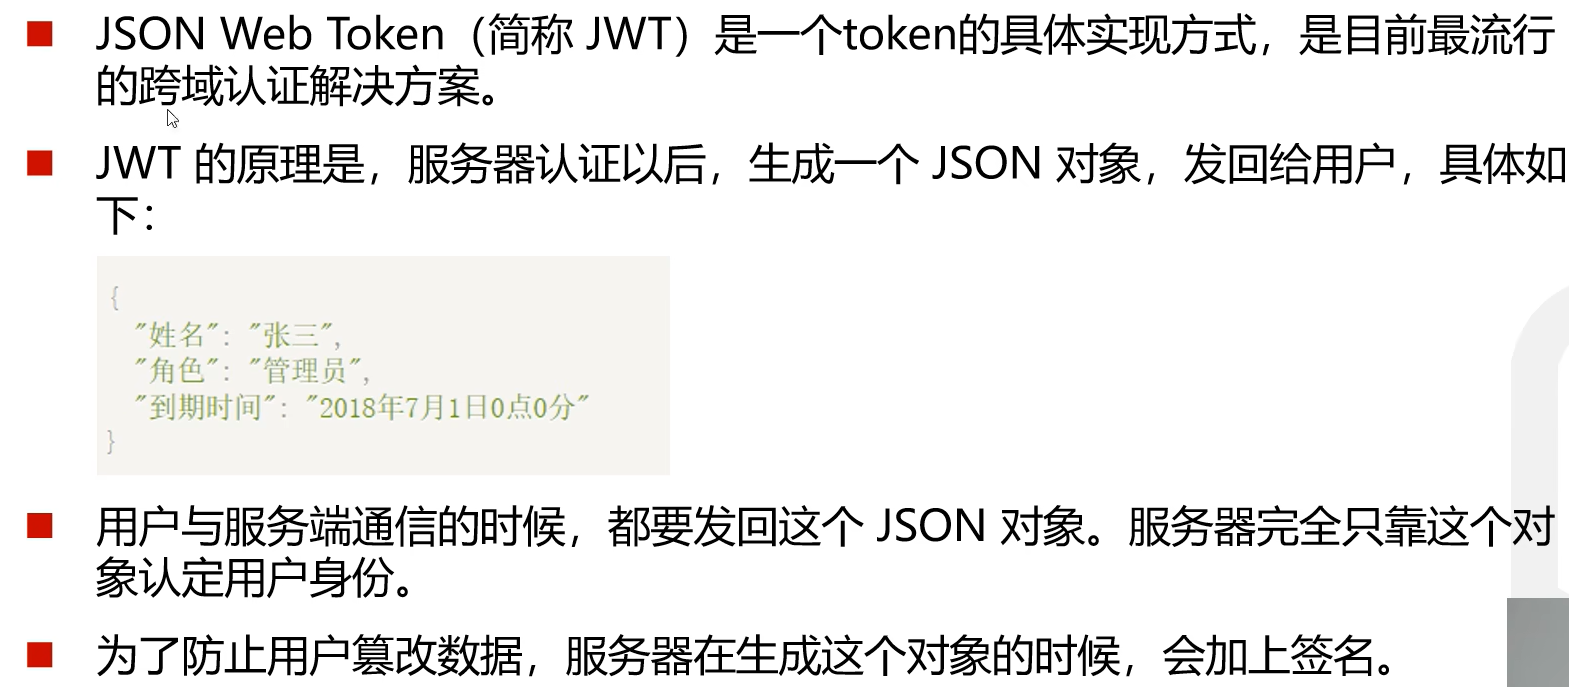 JSON Web Token（简称 JWT）是一个token的具体实现方式，是目前最流行
的跨域认证解决方案。
JWT 的原理是，服务器认证以后，生成一个 JSON 对象，发回给用户，具体如
下：
{
"姓名": "张三",
"角色": "管理员",
"到期时间": "2018年7月1日0点0分"
}
用户与服务端通信的时候，都要发回这个 JSON 对象。服务器完全只靠这个对
象认定用户身份。
为了防止用户篡改数据，服务器在生成这个对象的时候，会加上签名。